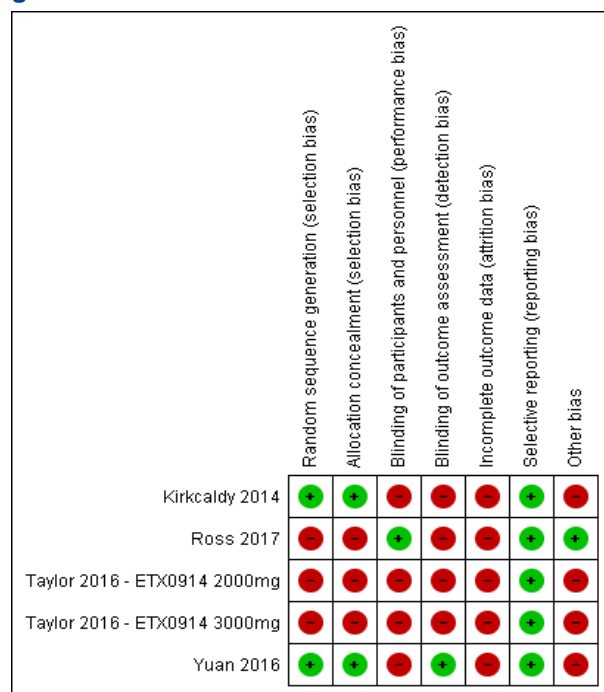 Random sequence generation (selection bias)
Allocation concealment (selection bias)
Blinding of participants and personnel (performance bias)
Blinding of outcome assessment (detection bias)
Incomplete outcome data (attrition bias)
Selective reporting (reporting bias)
Other bias
Kirkcaldy 2014 + + - - - + -
Ross 2017 - - + - - + +
Taylor 2016 - ETX0914 2000mg - - - - - + -
Taylor 2016 - ETX0914 3000mg - - - - - + -
Yuan 2016 + + - + - + -